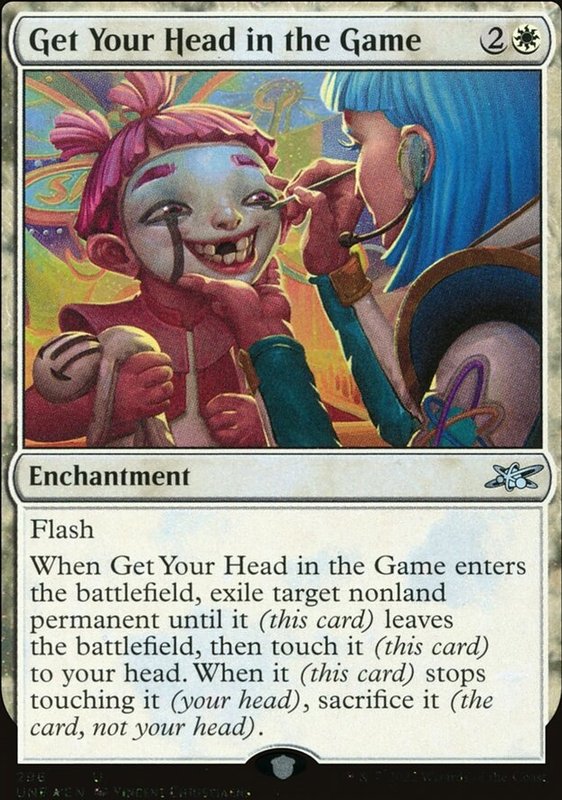 Get Your Head in the Game 2
Enchantment
Flash
When Get Your Head in the Game enters
the battlefield, exile target nonland
permanent until it (this card) leaves
the battlefield, then touch it (this card)
to your head. When it (this card) stops
touching it (your head), sacrifice it (the
card, not your head).
296 U